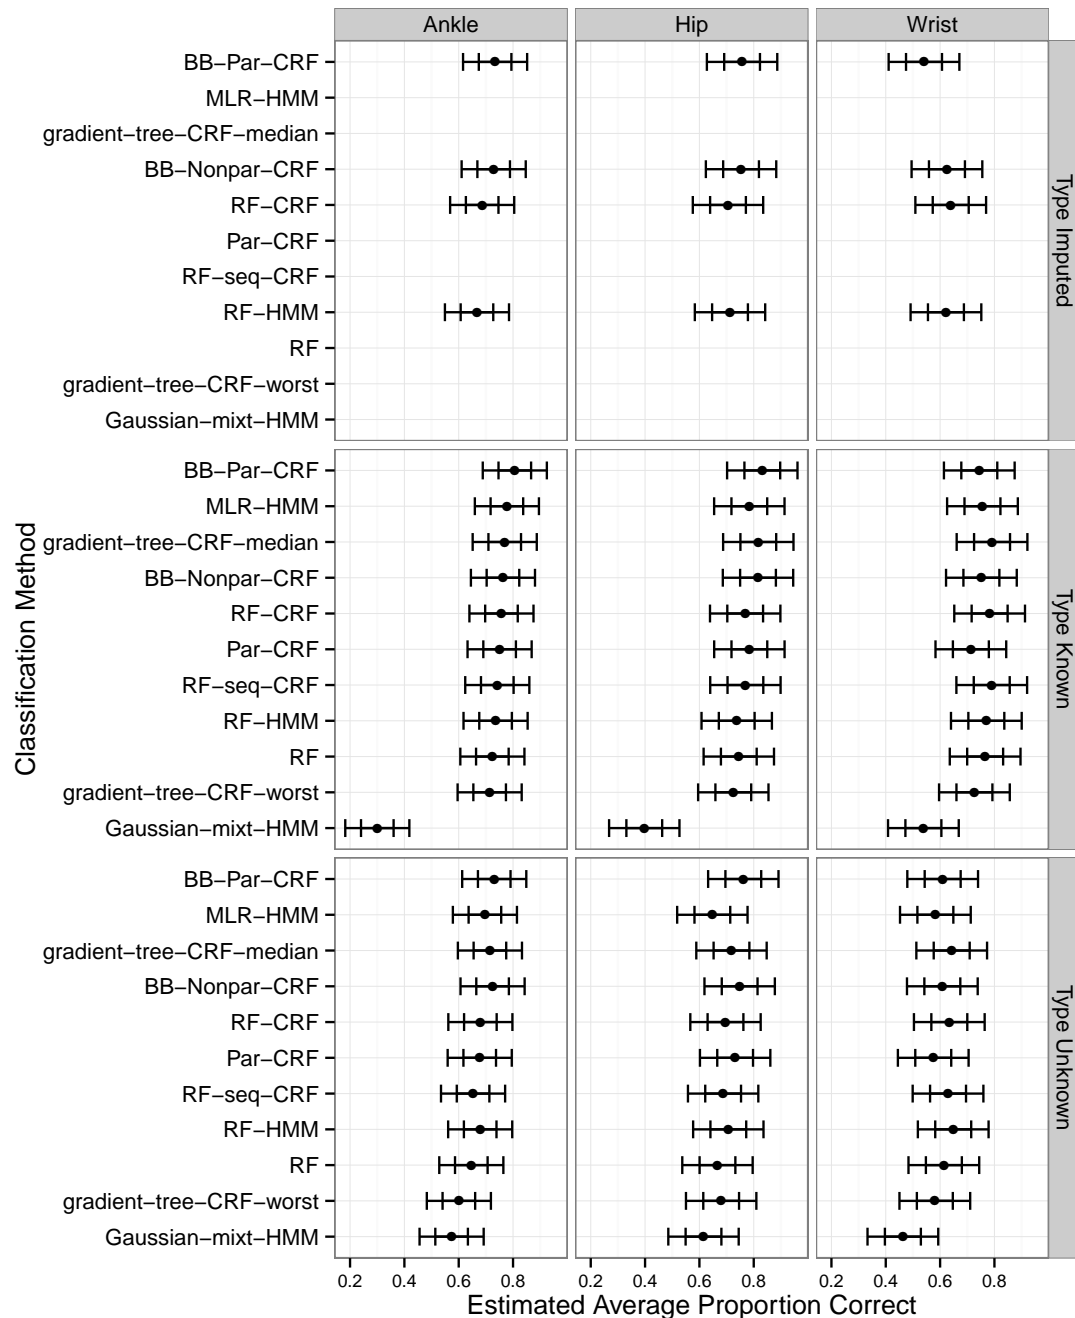 Ankle Hip Wrist
BB−Par−CRF
MLR−HMM
gradient−tree−CRF−median
BB−Nonpar−CRF
RF−CRF
Par−CRF
RF−seq−CRF
RF−HMM
RF
gradient−tree−CRF−worst
Gaussian−mixt−HMM
Type Imputed
BB−Par−CRF
MLR−HMM
gradient−tree−CRF−median
BB−Nonpar−CRF
RF−CRF
Par−CRF
RF−seq−CRF
RF−HMM
RF
gradient−tree−CRF−worst
Gaussian−mixt−HMM
Type Known
BB−Par−CRF
MLR−HMM
gradient−tree−CRF−median
BB−Nonpar−CRF
RF−CRF
Par−CRF
RF−seq−CRF
RF−HMM
RF
gradient−tree−CRF−worst
Gaussian−mixt−HMM
Type Unknown
Classification Method
0.2 0.4 0.6 0.8 0.2 0.4 0.6 0.8 0.2 0.4 0.6 0.8
Estimated Average Proportion Correct